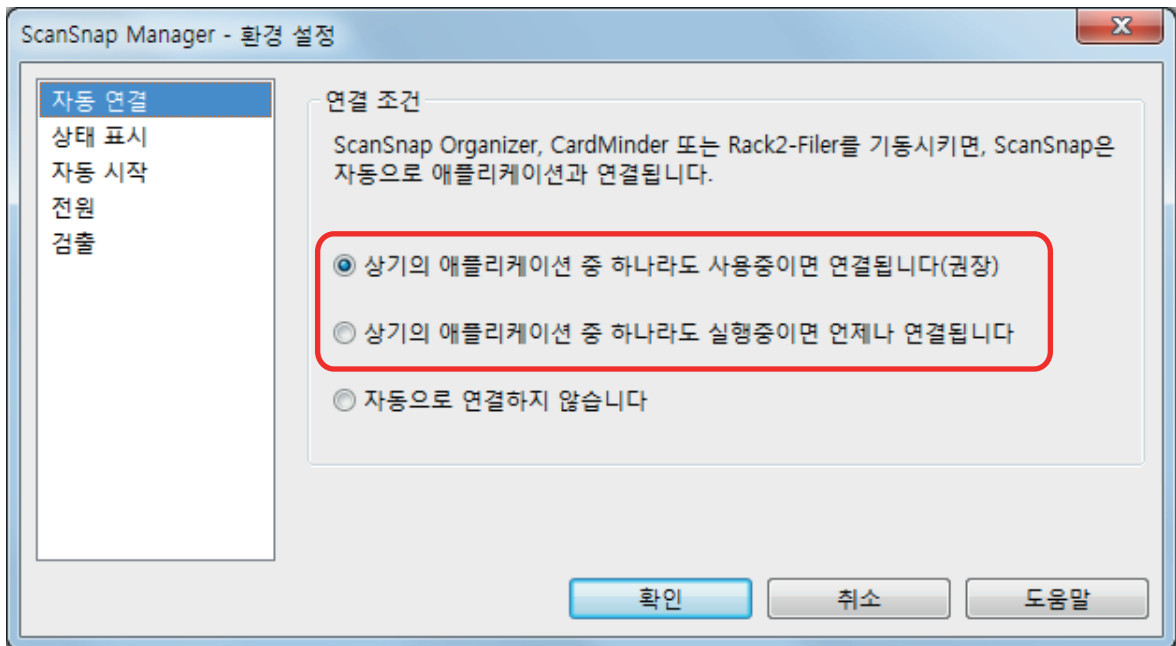 ScanSnap Manager - 환경 설정
자동 연결
상태 표시
자동 시작
전원
검출
연결 조건
ScanSnap Organizer, CardMinder 또는 Rack2-Filer를 기동시키면, ScanSnap은
자동으로 애플리케이션과 연결됩니다.
상기의 애플리케이션 중 하나라도 사용중이면 연결됩니다(권장)
상기의 애플리케이션 중 하나라도 실행중이면 언제나 연결됩니다
자동으로 연결하지 않습니다
확인
취소
도움말